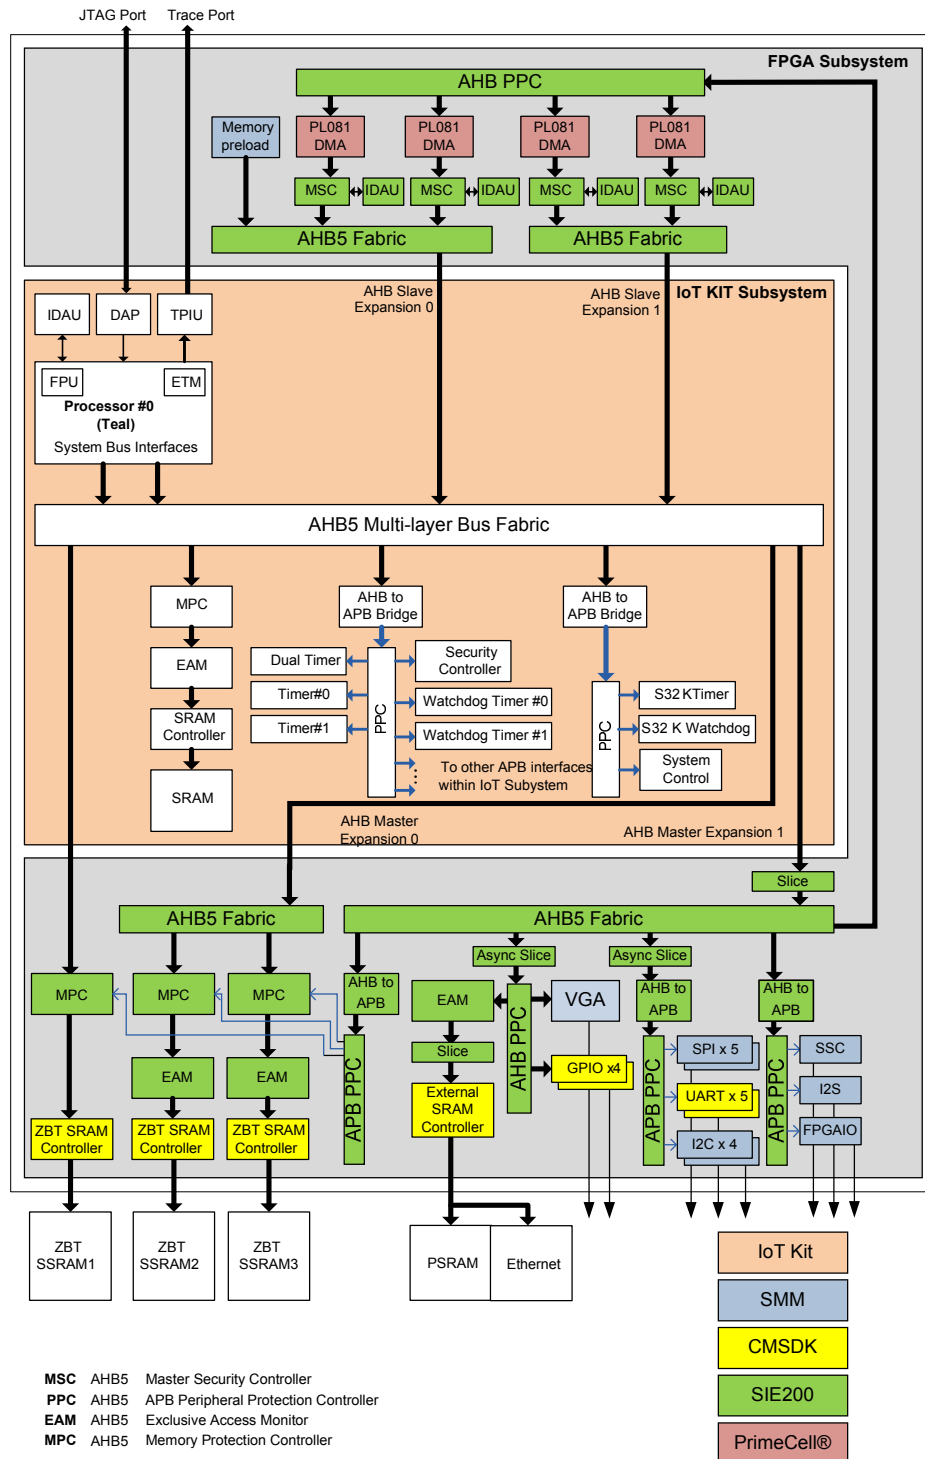 JTAG Port
Trace Port
FPGA Subsystem
AHB PPC
Memory
preload
PL081
DMA
PL081
DMA
PL081
DMA
PL081
DMA
MSC
IDAU
MSC
IDAU
MSC
IDAU
MSC
IDAU
AHB5 Fabric
AHB5 Fabric
AHB Slave
Expansion 0
AHB Slave
Expansion 1
IoT KIT Subsystem
IDAU
DAP
TPIU
FPU
ETM
Processor #0
(Teal)
System Bus Interfaces
AHB5 Multi-layer Bus Fabric
MPC
EAM
SRAM
Controller
SRAM
AHB to
APB Bridge
AHB to
APB Bridge
Dual Timer
Timer#0
Timer#1
PPC
Security
Controller
Watchdog Timer #0
Watchdog Timer #1
To other APB interfaces
within IoT Subystem
PPC
S32 KTimer
S32 K Watchdog
System
Control
AHB Master
Expansion 0
AHB Master Expansion 1
Slice
AHB5 Fabric
AHB5 Fabric
Async Slice
Async Slice
MPC
MPC
MPC
AHB to
APB
EAM
AHB PPC
VGA
AHB to
APB
AHB to
APB
EAM
EAM
APB PPC
Slice
GPIO x4
External
SRAM
Controller
APB PPC
SPI x 5
UART x 5
I2C x 4
APB PPC
SSC
I2S
FPGAIO
ZBT SRAM
Controller
ZBT SRAM
Controller
ZBT SRAM
Controller
ZBT
SSRAM1
ZBT
SSRAM2
ZBT
SSRAM3
PSRAM
Ethernet
IoT Kit
SMM
CMSDK
SIE200
PrimeCell®
MSC AHB5 Master Security Controller
PPC AHB5 APB Peripheral Protection Controller
EAM AHB5 Exclusive Access Monitor
MPC AHB5 Memory Protection Controller